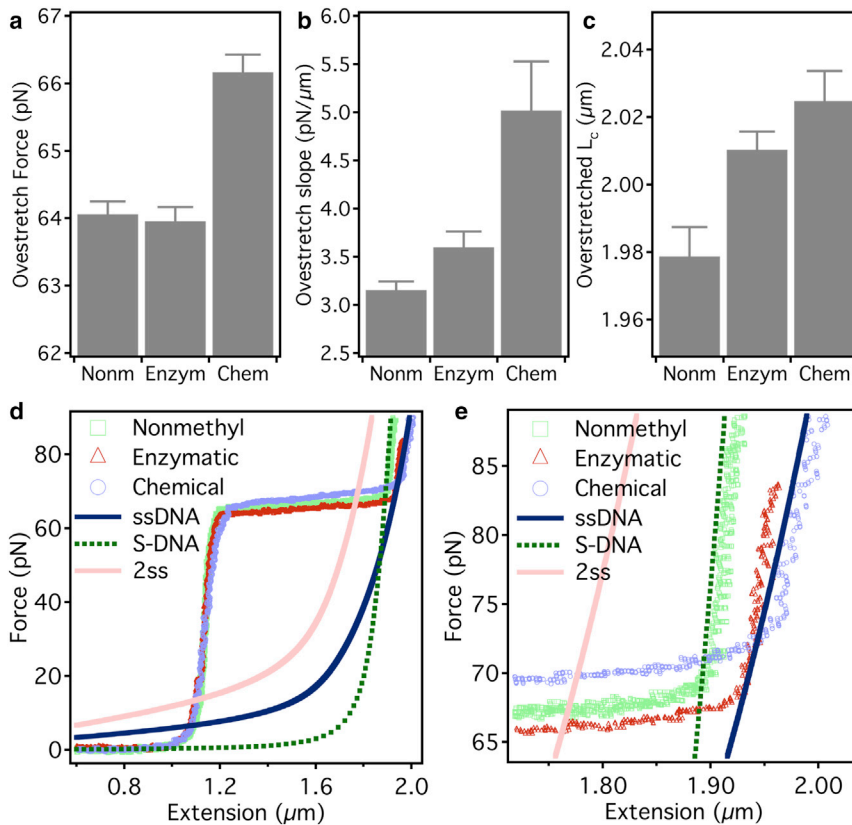 a
67
66
65
64
63
62
Ovestretch Force (pN)
Nonm Enzym Chem
b
5.5
5.0
4.5
4.0
3.5
3.0
2.5
Ovestretch slope (pN/μm)
Nonm Enzym Chem
c
2.04
2.02
2.00
1.98
1.96
Overstretched Lc (μm)
Nonm Enzym Chem
d
Nonmethyl
Enzymatic
Chemical
ssDNA
S-DNA
2ss
80
60
40
20
0
Force (pN)
0.8 1.2 1.6 2.0
Extension (μm)
e
Nonmethyl
Enzymatic
Chemical
ssDNA
S-DNA
2ss
85
80
75
70
65
Force (pN)
1.80 1.90 2.00
Extension (μm)